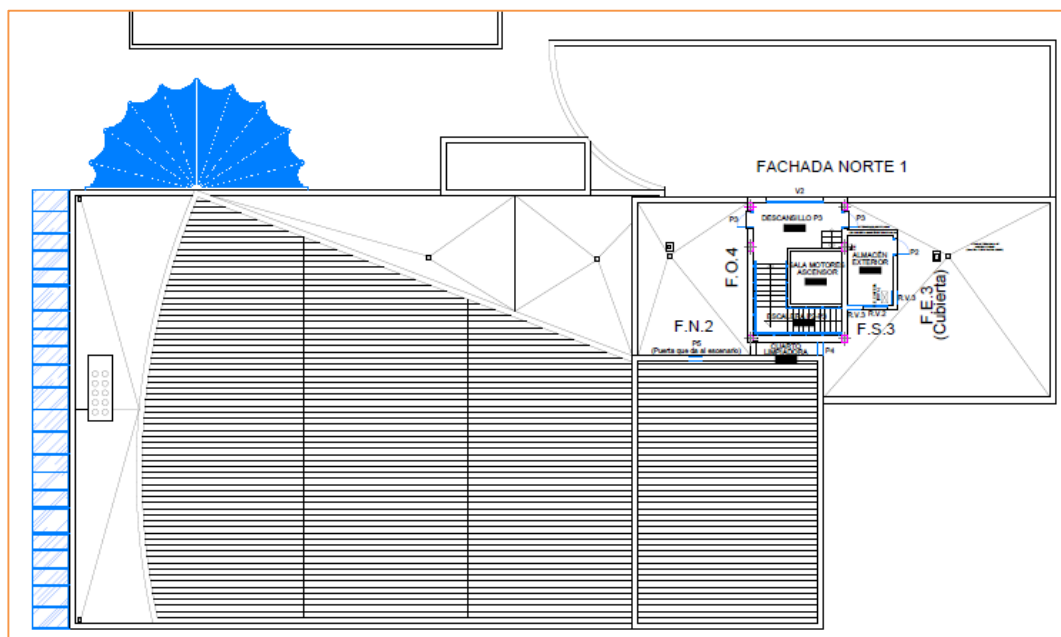 FACHADA NORTE 1
V2
P3
DESCANSILLO P3
P3
F.O.4
SALA MOTORES
ASCENSOR
ALMACÉN
EXTERIOR
P2
F.E.3
(Cubierta)
R.V.3
R.V.3
R.V.2
F.S.3
F.N.2
P5
(Puerta que da al escenario)
CUARTO
LIMPIADORA
P4